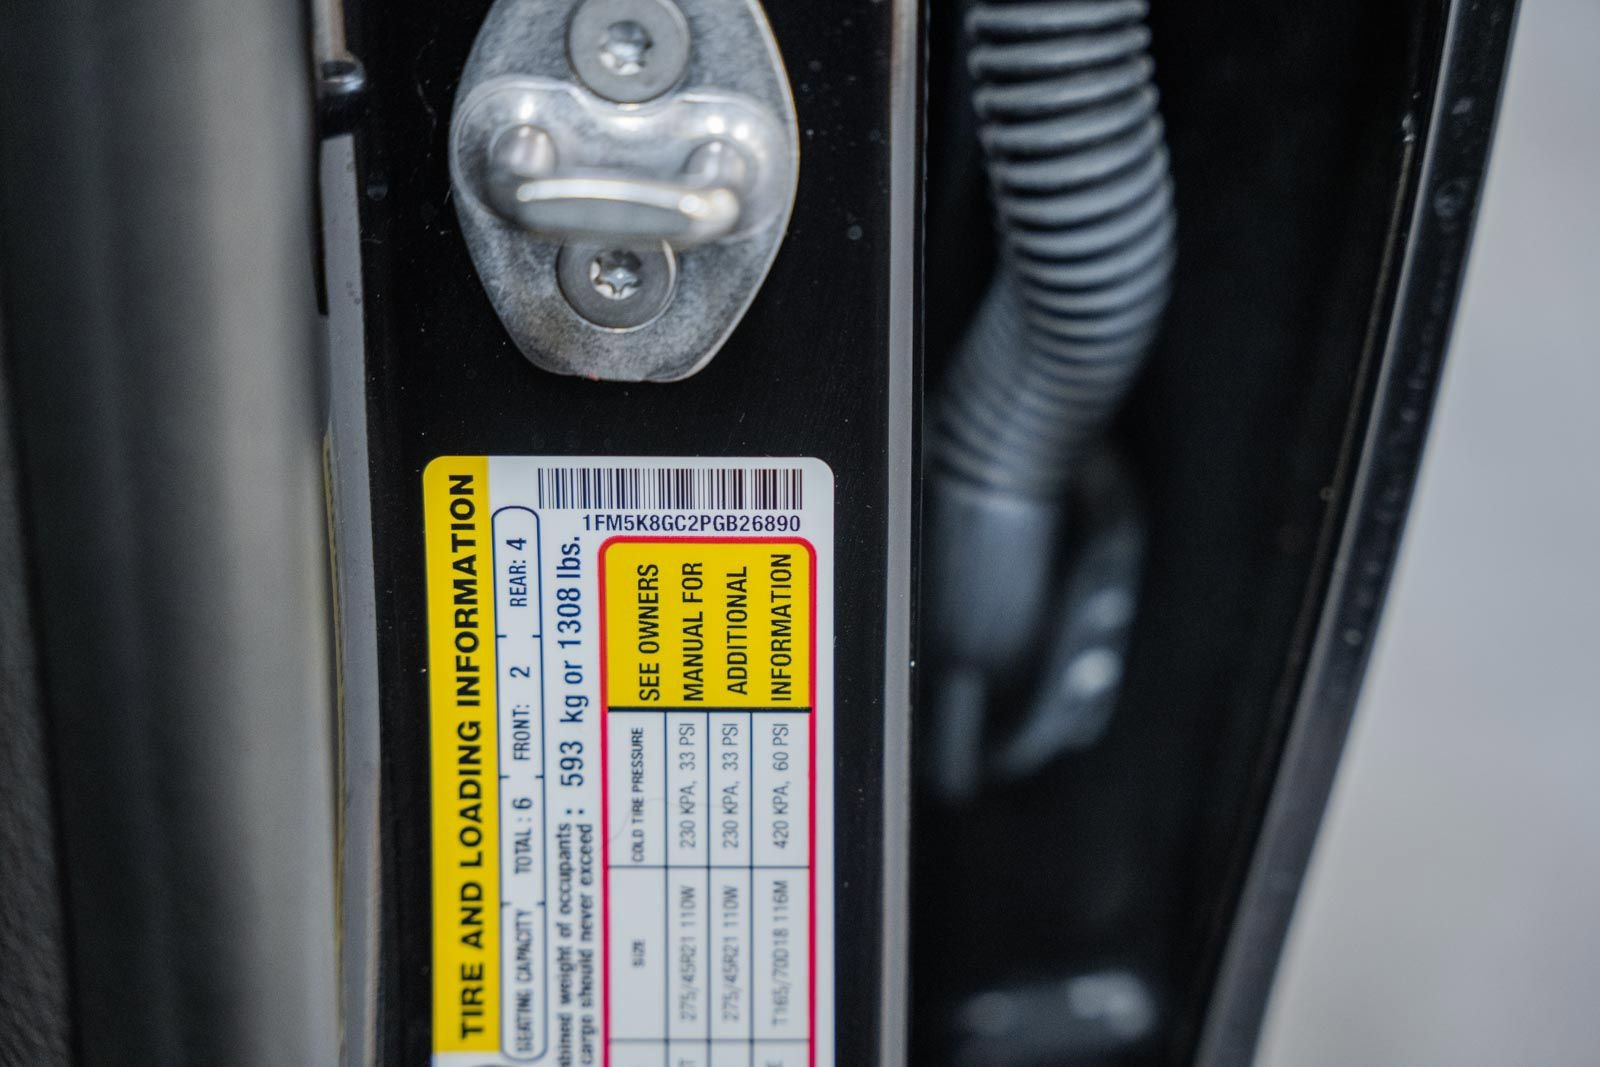 1FM5K8GC2PGB26890
TIRE AND LOADING INFORMATION
SEATING CAPACITY TOTAL : 6 FRONT: 2 REAR: 4
weight of occupants :
cargo should never exceed : 593 kg or 1308 lbs.
SIZE COLD TIRE PRESSURE
275/45R21 110W 230 KPA, 33 PSI
275/45R21 110W 230 KPA, 33 PSI
T165/70D18 116M 420 KPA, 60 PSI
SEE OWNERS
MANUAL FOR
ADDITIONAL
INFORMATION